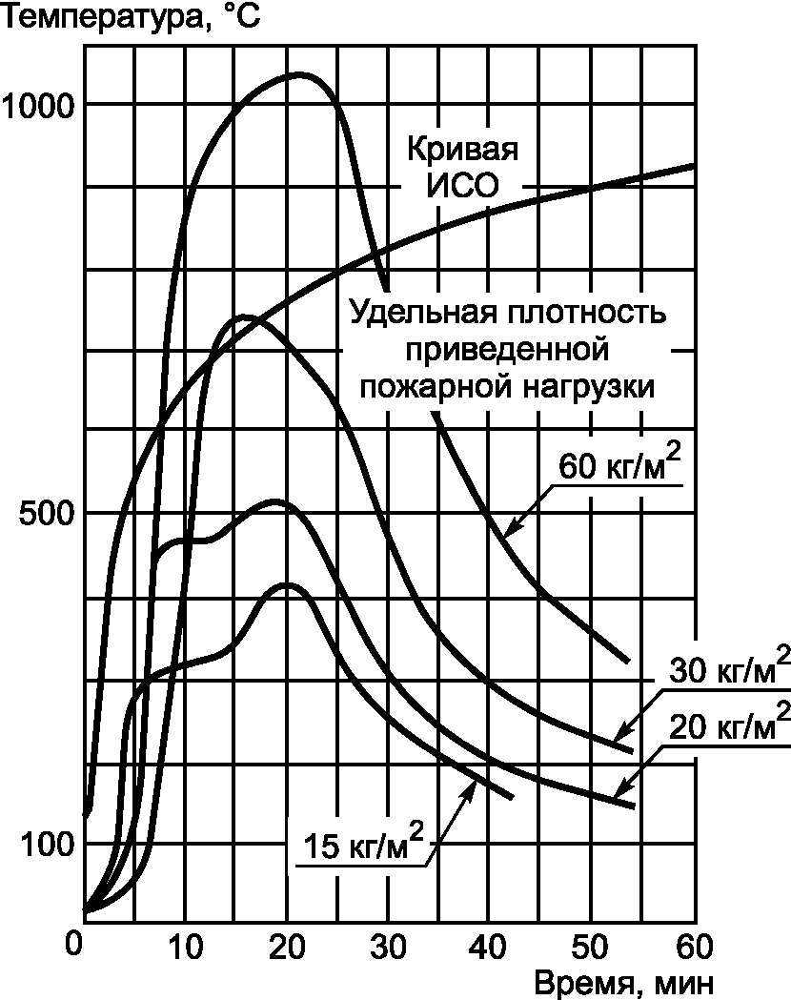 Температура, °С
1000
Кривая
ИСО
Удельная плотность
приведенной
пожарной нагрузки
60 кг/м²
500
30 кг/м²
20 кг/м²
15 кг/м²
100
0 10 20 30 40 50 60
Время, мин